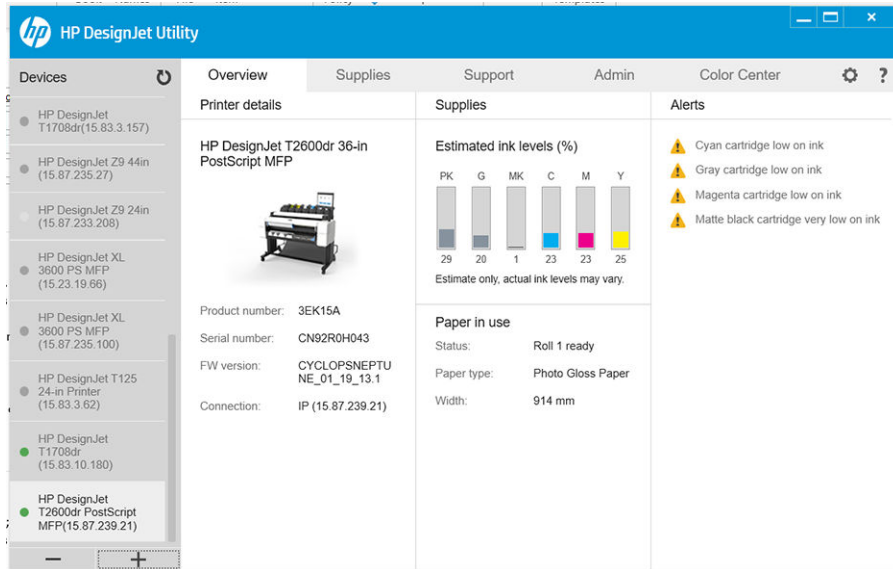 hp HP DesignJet Utility
Devices
HP DesignJet
T1708dr(15.83.3.157)
HP DesignJet Z9 44in
(15.87.235.27)
HP DesignJet Z9 24in
(15.87.233.208)
HP DesignJet XL
3600 PS MFP
(15.23.19.66)
HP DesignJet XL
3600 PS MFP
(15.87.235.100)
HP DesignJet T125
24-in Printer
(15.83.3.62)
HP DesignJet
T1708dr
(15.83.10.180)
HP DesignJet
T2600dr PostScript
MFP(15.87.239.21)
Overview Supplies Support Admin Color Center ?
Printer details
HP DesignJet T2600dr 36-in
PostScript MFP
Product number: 3EK15A
Serial number: CN92R0H043
FW version: CYCLOPSNEPTU
NE_01_19_13.1
Connection: IP (15.87.239.21)
Supplies
Estimated ink levels (%)
PK G MK C M Y
29 20 1 23 23 25
Estimate only, actual ink levels may vary.
Paper in use
Status: Roll 1 ready
Paper type: Photo Gloss Paper
Width: 914 mm
Alerts
Cyan cartridge low on ink
Gray cartridge low on ink
Magenta cartridge low on ink
Matte black cartridge very low on ink